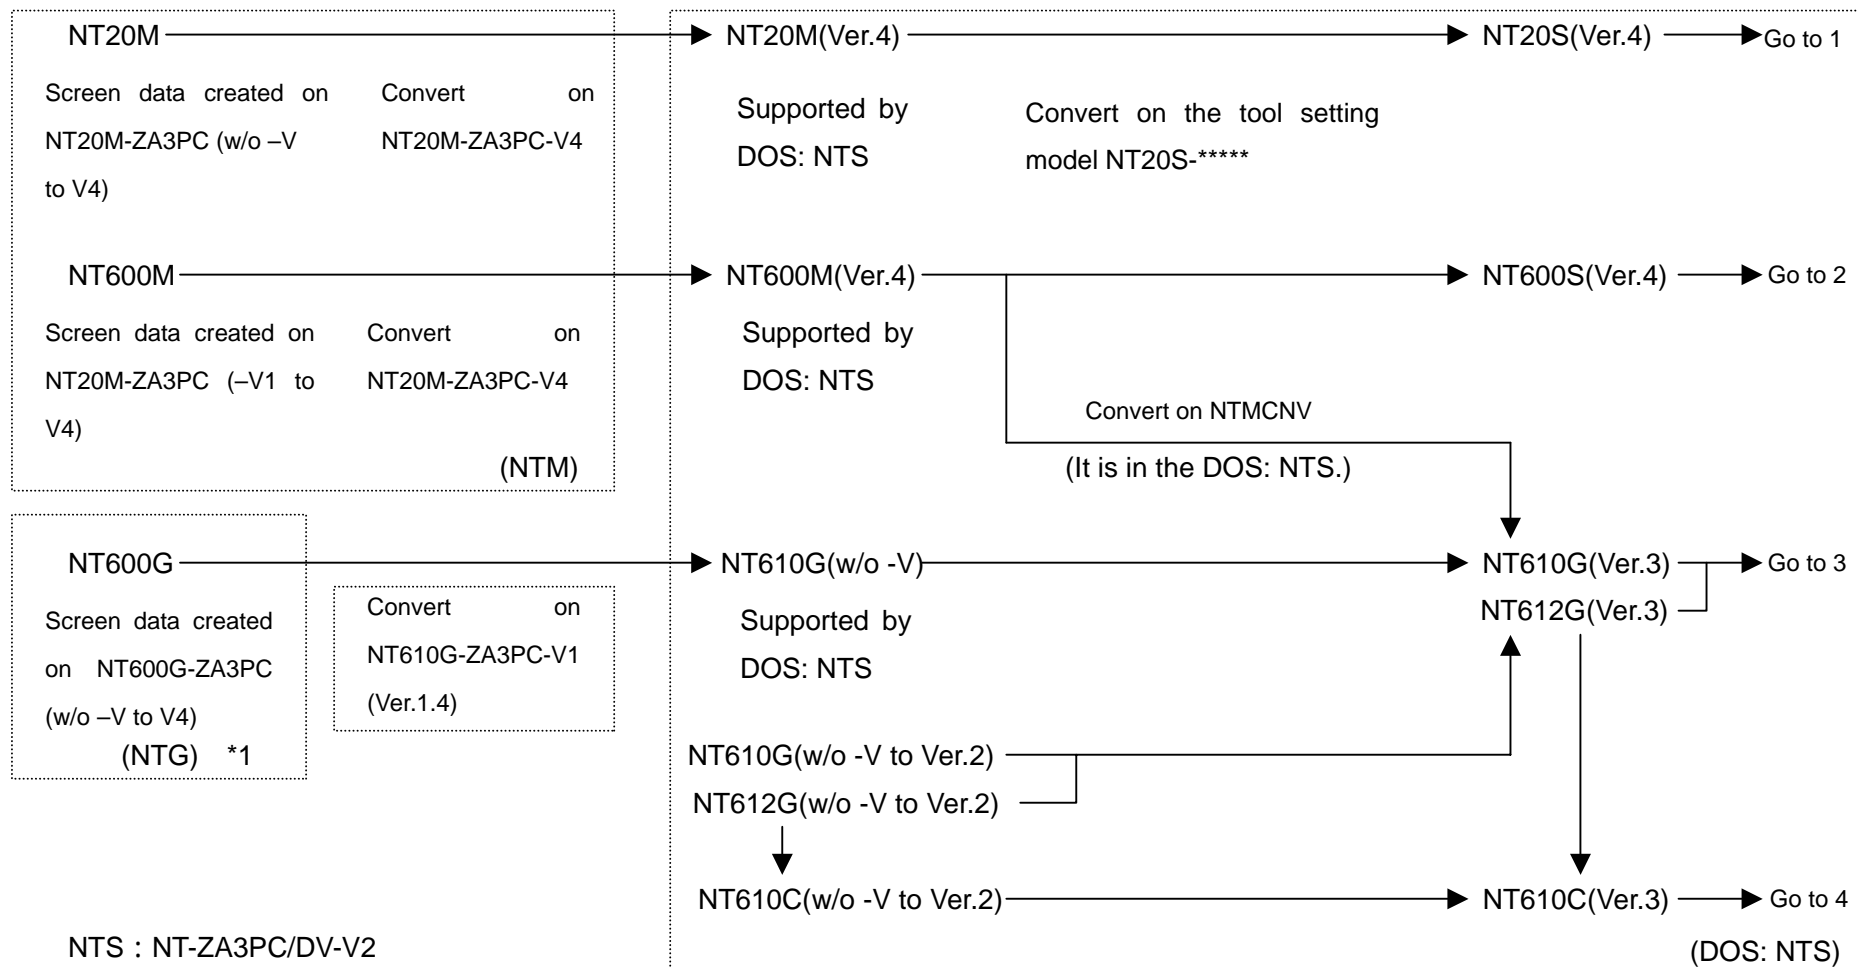 NT20M
NT20M(Ver.4)
NT20S(Ver.4)
Go to 1
Screen data created on
NT20M-ZA3PC (w/o –V
to V4)
Convert on
NT20M-ZA3PC-V4
Supported by
DOS: NTS
Convert on the tool setting
model NT20S-*****
NT600M
NT600M(Ver.4)
NT600S(Ver.4)
Go to 2
Screen data created on
NT20M-ZA3PC (–V1 to
V4)
Convert on
NT20M-ZA3PC-V4
(NTM)
Supported by
DOS: NTS
Convert on NTMCNV
(It is in the DOS: NTS.)
NT600G
NT610G(w/o -V)
NT610G(Ver.3)
Go to 3
NT612G(Ver.3)
Screen data created
on NT600G-ZA3PC
(w/o –V to V4)
(NTG) *1
Convert on
NT610G-ZA3PC-V1
(Ver.1.4)
Supported by
DOS: NTS
NT610G(w/o -V to Ver.2)
NT612G(w/o -V to Ver.2)
NT610C(w/o -V to Ver.2)
NT610C(Ver.3)
Go to 4
NTS : NT-ZA3PC/DV-V2
(DOS: NTS)